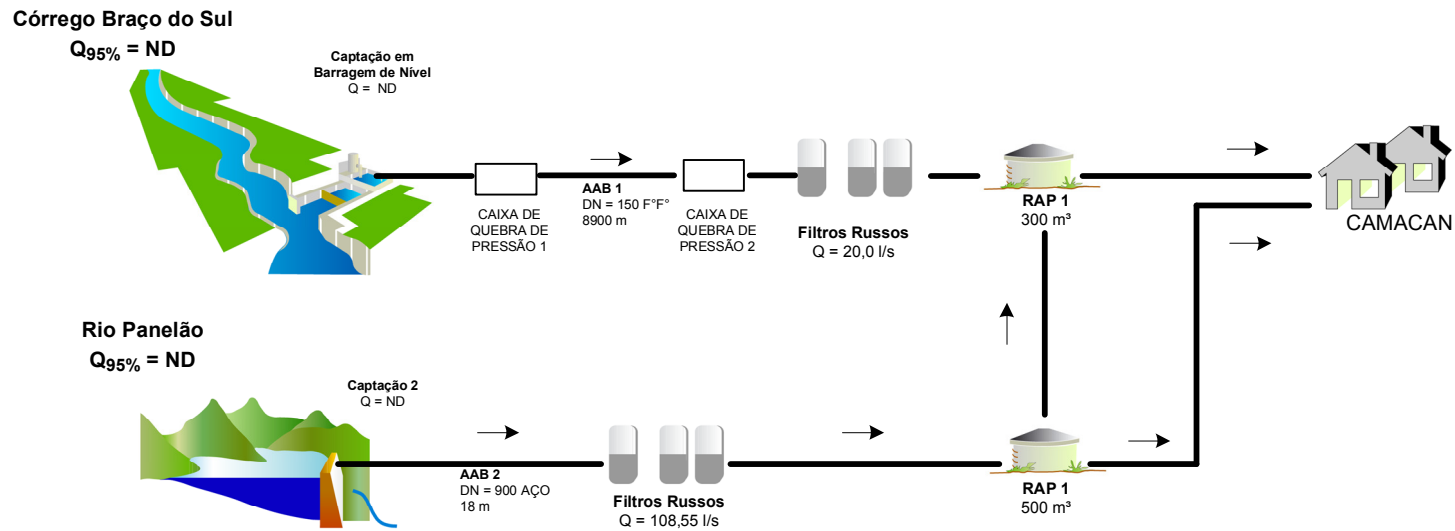 Córrego Braço do Sul
Q95% = ND
Captação em
Barragem de Nível
Q = ND
CAIXA DE
QUEBRA DE
PRESSÃO 1
AAB 1
DN = 150 F°F°
8900 m
CAIXA DE
QUEBRA DE
PRESSÃO 2
Filtros Russos
Q = 20,0 l/s
RAP 1
300 m³
CAMACAN
Rio Panelão
Q95% = ND
Captação 2
Q = ND
AAB 2
DN = 900 AÇO
18 m
Filtros Russos
Q = 108,55 l/s
RAP 1
500 m³